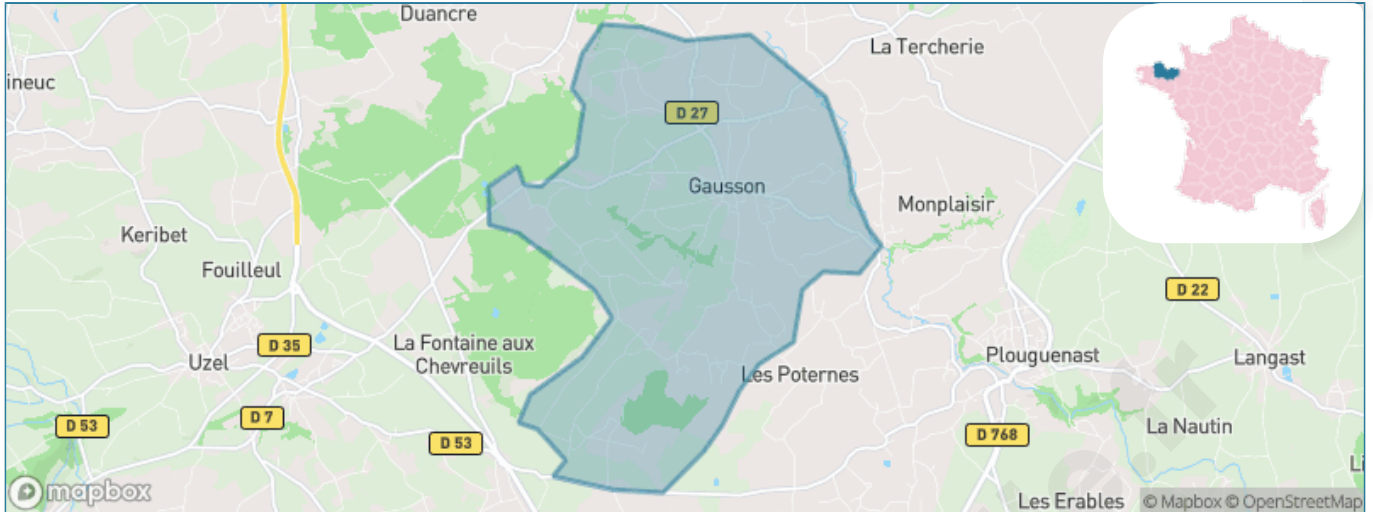 Duancre
La Tercherie
ineuc
D 27
Gausson
Monplaisir
Keribet
Fouilleul
D 22
D 35
La Fontaine aux
Chevreuils
Uzel
Plouguenast
Langast
Les Poternes
D 7
D 53
D 53
D 768
La Nautin
Li
mapbox
Les Erables
© Mapbox © OpenStreetMap